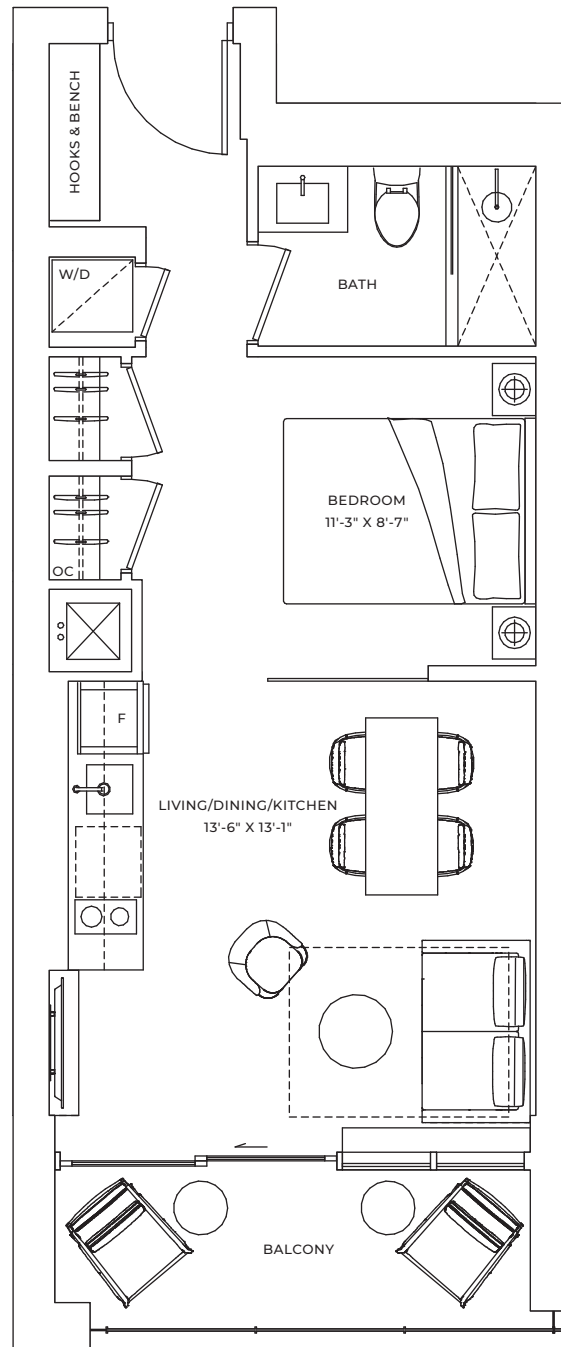 HOOKS & BENCH
W/D
BATH
BEDROOM
11'-3" X 8'-7"
OC
F
LIVING/DINING/KITCHEN
13'-6" X 13'-1"
BALCONY